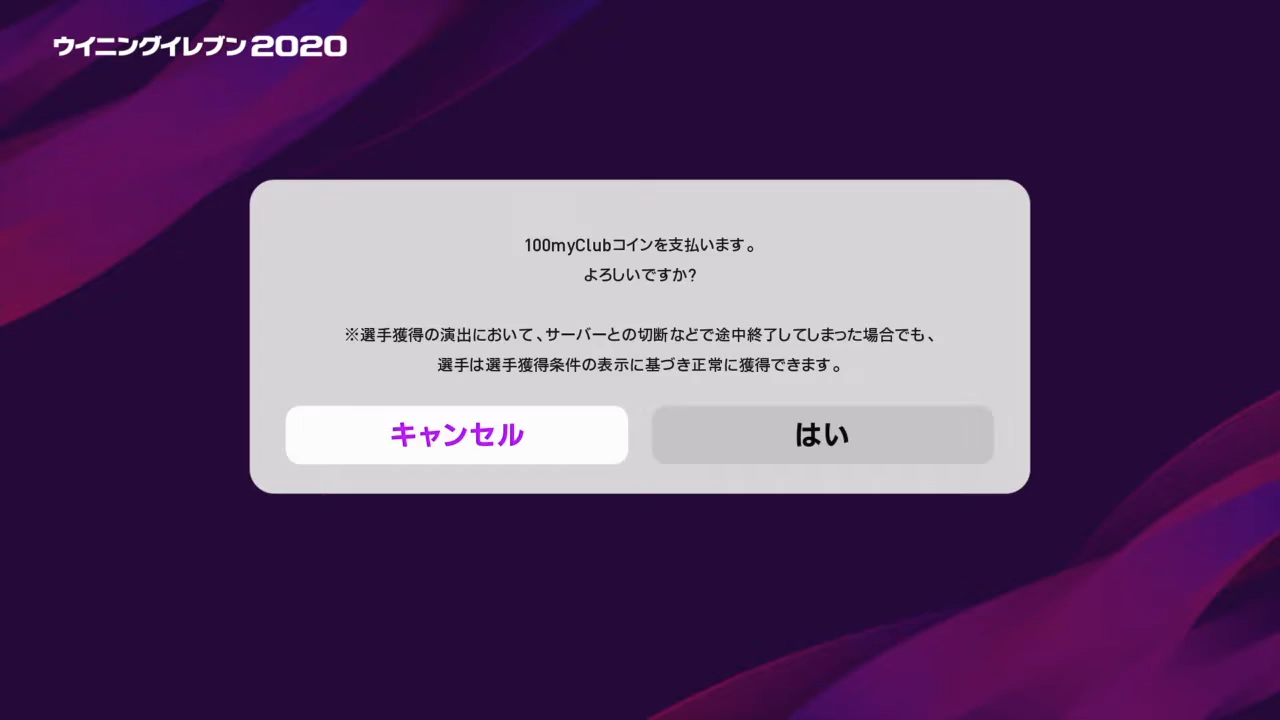 ウイニングイレブン 2020
100myClubコインを支払います。
よろしいですか?
※選手獲得の演出において、サーバーとの切断などで途中終了してしまった場合でも、
選手は選手獲得条件の表示に基づき正常に獲得できます。
キャンセル
はい